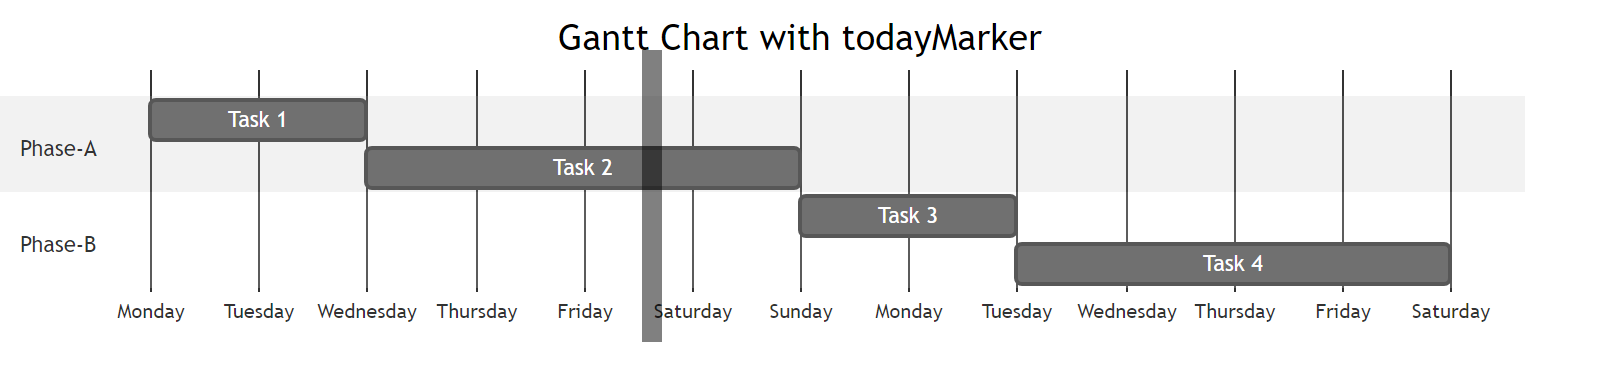 Gantt Chart with todayMarker
Task 1
Phase-A
Task 2
Task 3
Phase-B
Task 4
Monday Tuesday Wednesday Thursday Friday Saturday Sunday Monday Tuesday Wednesday Thursday Friday Saturday